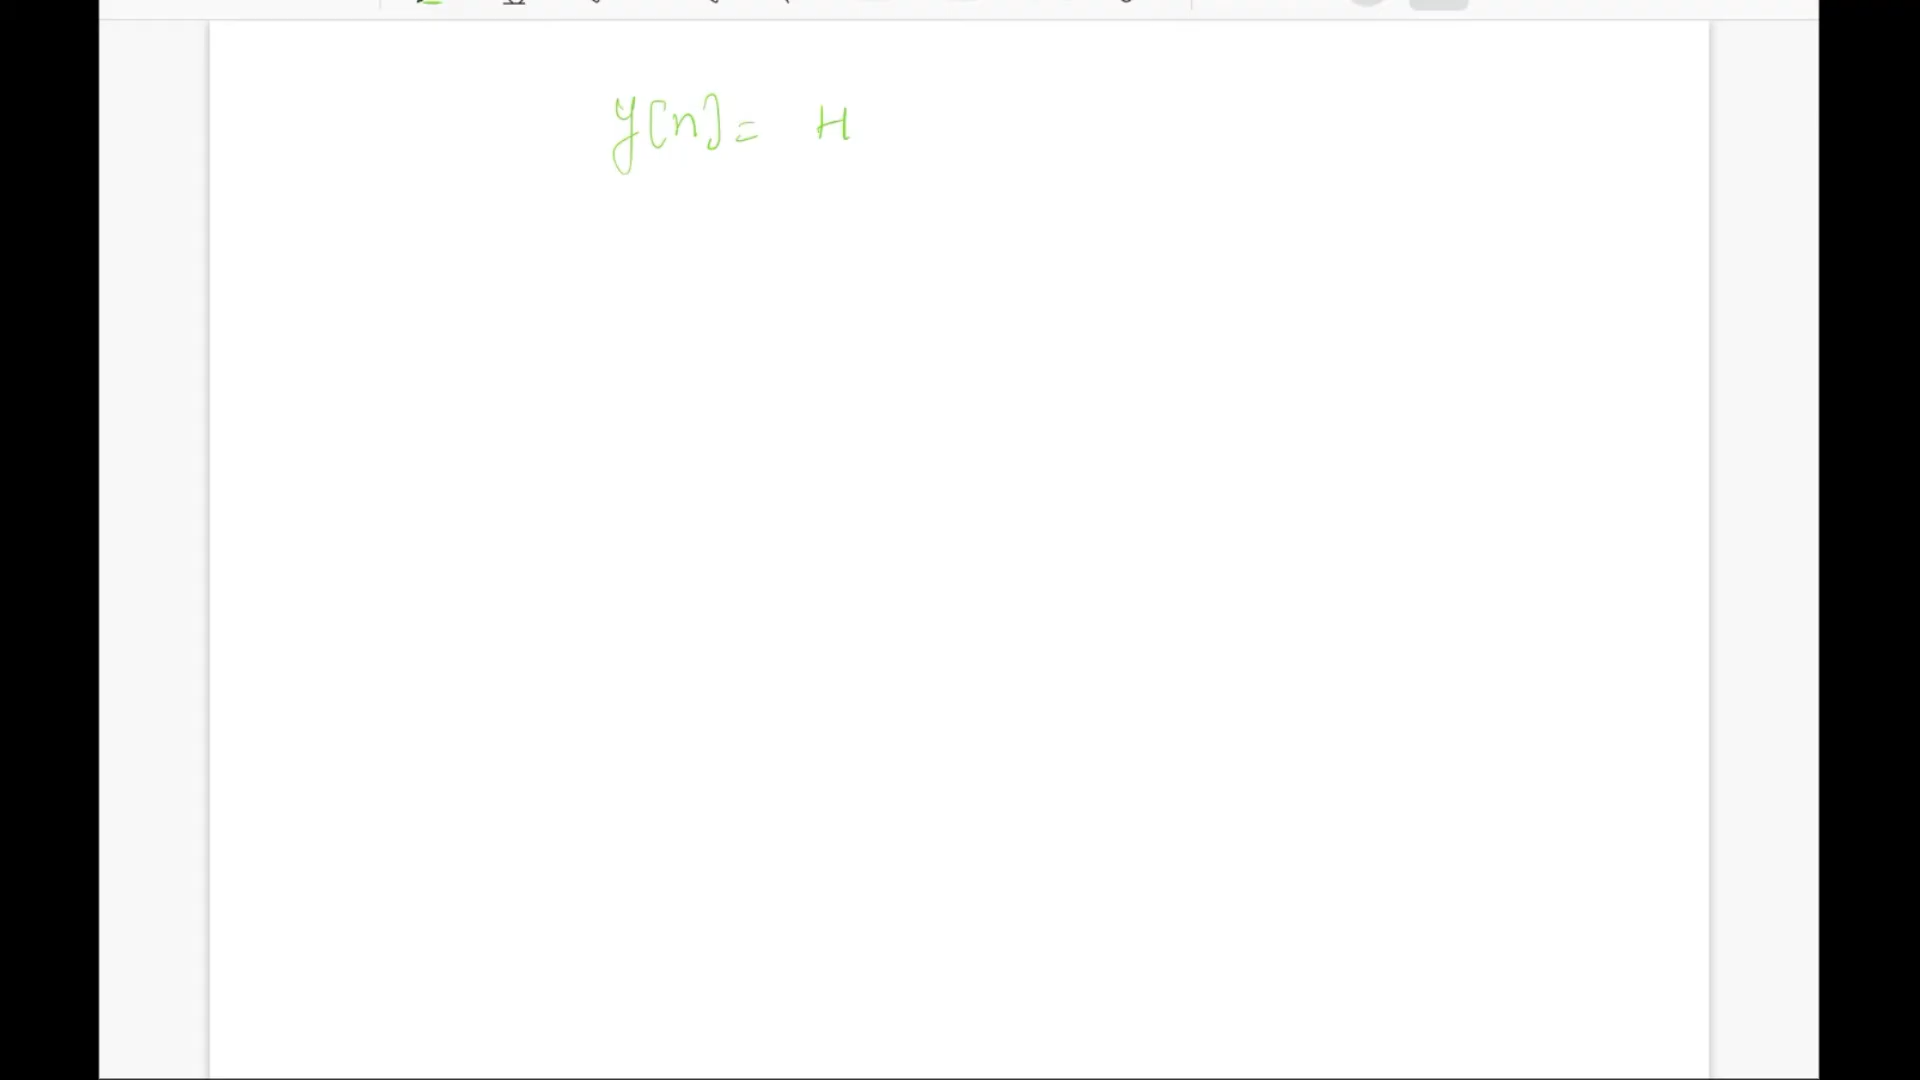 y[n] = H